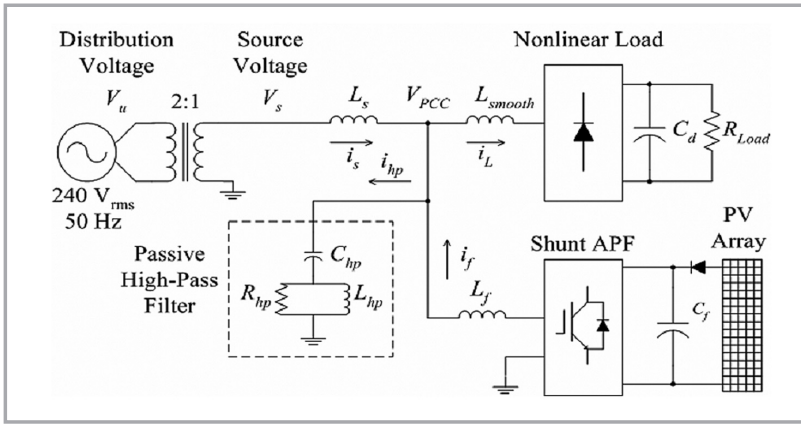 Distribution
Voltage
V_u
2:1
Source
Voltage
V_s
L_s
V_PCC
L_smooth
Nonlinear Load
i_s
i_hp
i_L
C_d
R_Load
240 V_rms
50 Hz
Passive
High-Pass
Filter
C_hp
R_hp
L_hp
i_f
L_f
Shunt APF
C_f
PV
Array